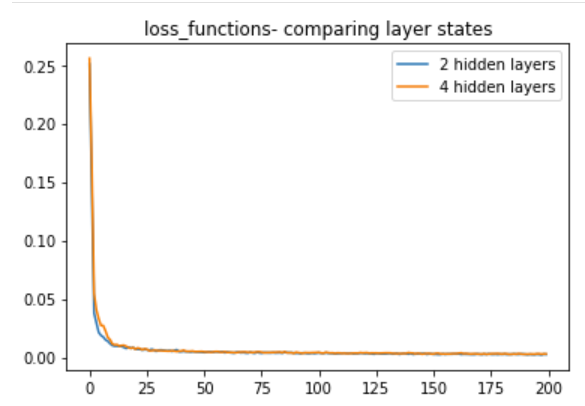 loss_functions- comparing layer states
2 hidden layers
4 hidden layers
0.25
0.20
0.15
0.10
0.05
0.00
0 25 50 75 100 125 150 175 200